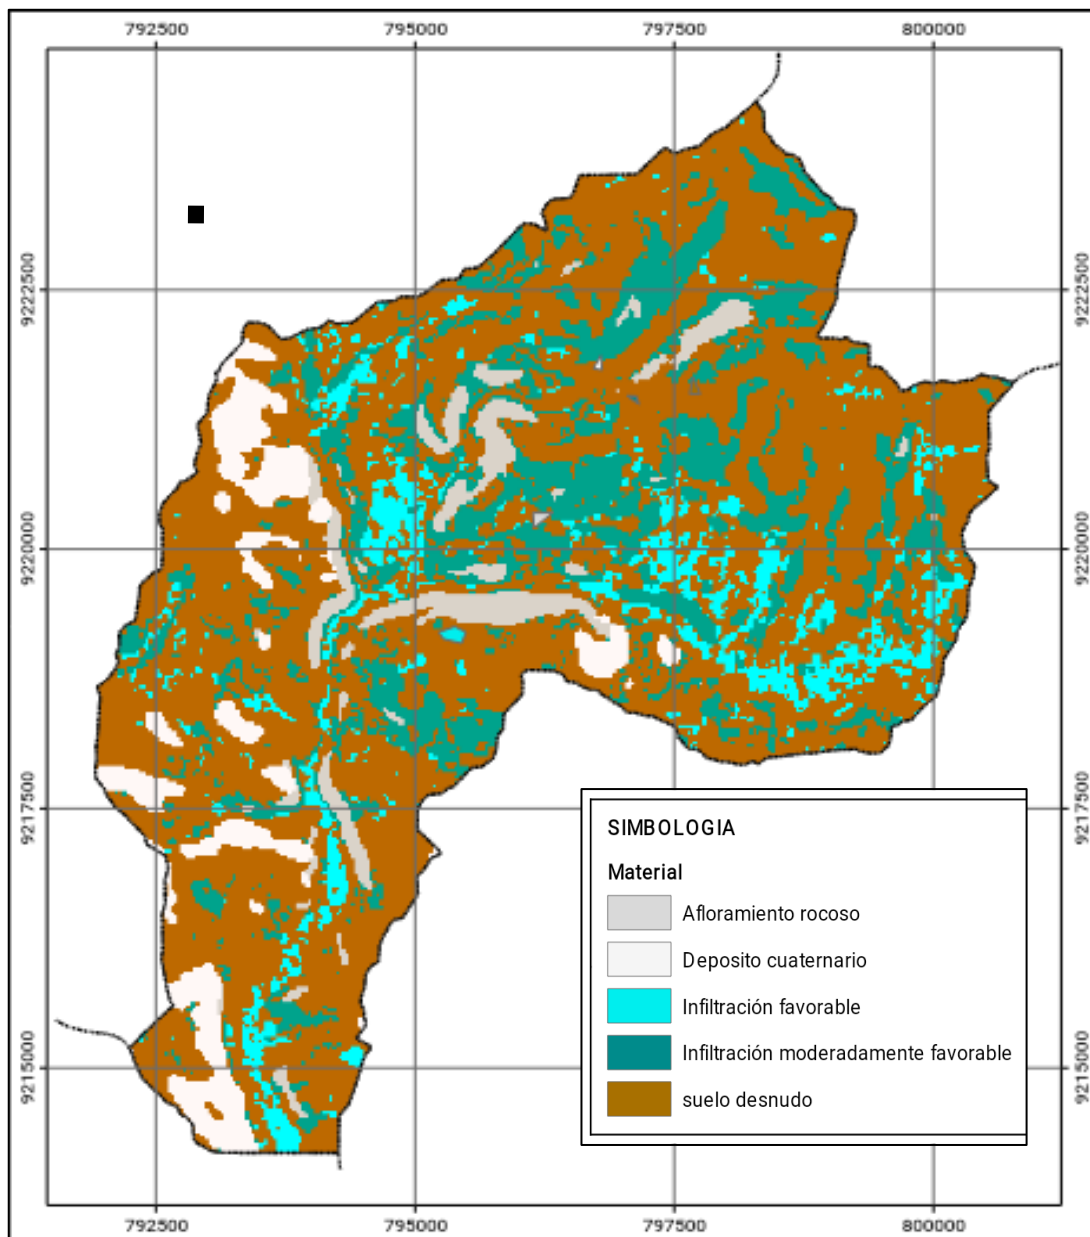 792500 795000 797500 800000
9222500 9222500
9220000 9220000
9217500 9217500
9215000 9215000
SIMBOLOGIA
Material
Afloramiento rocoso
Deposito cuaternario
Infiltración favorable
Infiltración moderadamente favorable
suelo desnudo
792500 795000 797500 800000